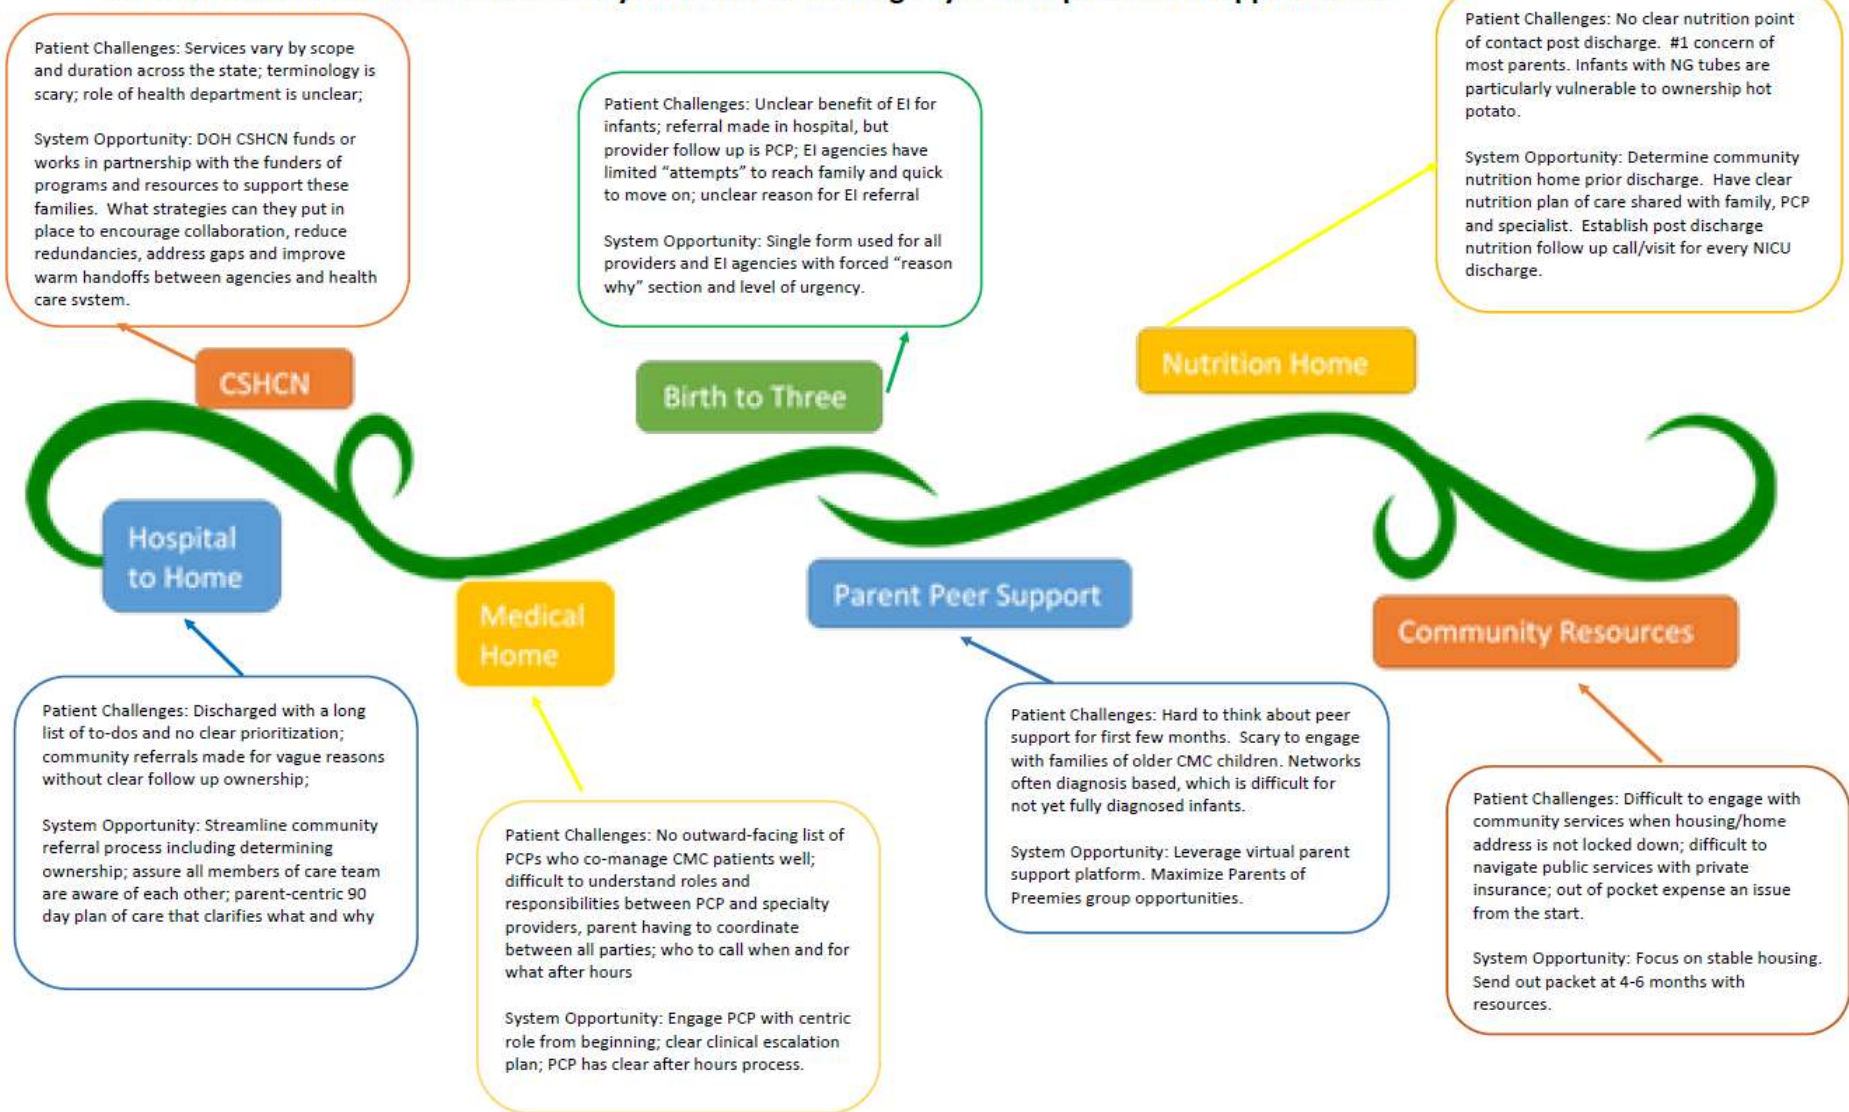 Patient Challenges: Services vary by scope
and duration across the state; terminology is
scary; role of health department is unclear;
System Opportunity: DOH CSHCN funds or
works in partnership with the funders of
programs and resources to support these
families. What strategies can they put in
place to encourage collaboration, reduce
redundancies, address gaps and improve
warm handoffs between agencies and health
care system.
Patient Challenges: Unclear benefit of EI for
infants; referral made in hospital, but
provider follow up is PCP; EI agencies have
limited “attempts” to reach family and quick
to move on; unclear reason for EI referral
System Opportunity: Single form used for all
providers and EI agencies with forced “reason
why” section and level of urgency.
Patient Challenges: No clear nutrition point
of contact post discharge. #1 concern of
most parents. Infants with NG tubes are
particularly vulnerable to ownership hot
potato.
System Opportunity: Determine community
nutrition home prior discharge. Have clear
nutrition plan of care shared with family, PCP
and specialist. Establish post discharge
nutrition follow up call/visit for every NICU
discharge.
CSHCN
Birth to Three
Nutrition Home
Hospital
to Home
Medical
Home
Parent Peer Support
Community Resources
Patient Challenges: Discharged with a long
list of to-dos and no clear prioritization;
community referrals made for vague reasons
without clear follow up ownership;
System Opportunity: Streamline community
referral process including determining
ownership; assure all members of care team
are aware of each other; parent-centric 90
day plan of care that clarifies what and why
Patient Challenges: No outward-facing list of
PCPs who co-manage CMC patients well;
difficult to understand roles and
responsibilities between PCP and specialty
providers, parent having to coordinate
between all parties; who to call when and for
what after hours
System Opportunity: Engage PCP with centric
role from beginning; clear clinical escalation
plan; PCP has clear after hours process.
Patient Challenges: Hard to think about peer
support for first few months. Scary to engage
with families of older CMC children. Networks
often diagnosis based, which is difficult for
not yet fully diagnosed infants.
System Opportunity: Leverage virtual parent
support platform. Maximize Parents of
Preemies group opportunities.
Patient Challenges: Difficult to engage with
community services when housing/home
address is not locked down; difficult to
navigate public services with private
insurance; out of pocket expense an issue
from the start.
System Opportunity: Focus on stable housing.
Send out packet at 4-6 months with
resources.